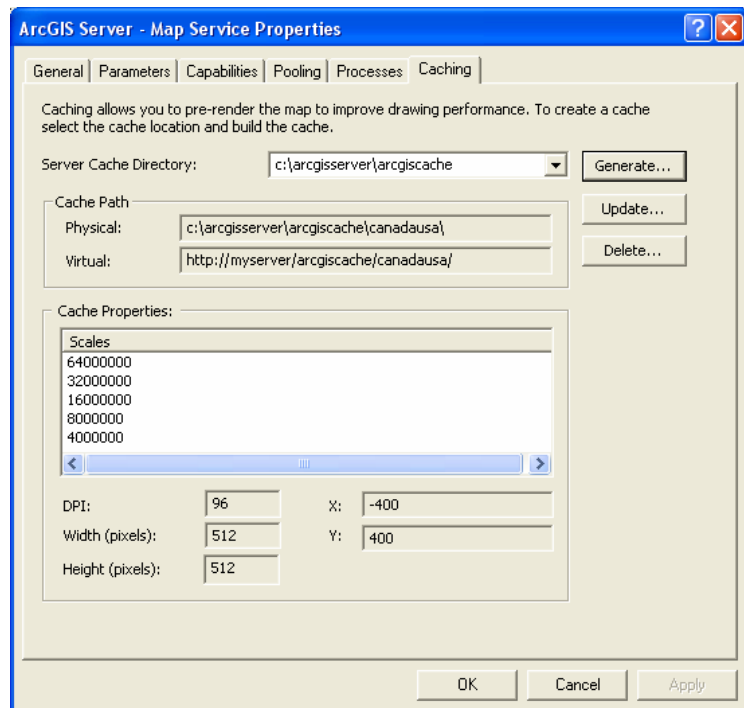 ArcGIS Server - Map Service Properties
General Parameters Capabilities Pooling Processes Caching
Caching allows you to pre-render the map to improve drawing performance. To create a cache
select the cache location and build the cache.
Server Cache Directory: c:\arcgisserver\arcgiscache Generate...
Cache Path
Physical: c:\arcgisserver\arcgiscache\canadausa\
Virtual: http://myserver/arcgiscache/canadausa/
Update...
Delete...
Cache Properties:
Scales
64000000
32000000
16000000
8000000
4000000
DPI: 96 X: -400
Width (pixels): 512 Y: 400
Height (pixels): 512
OK Cancel Apply